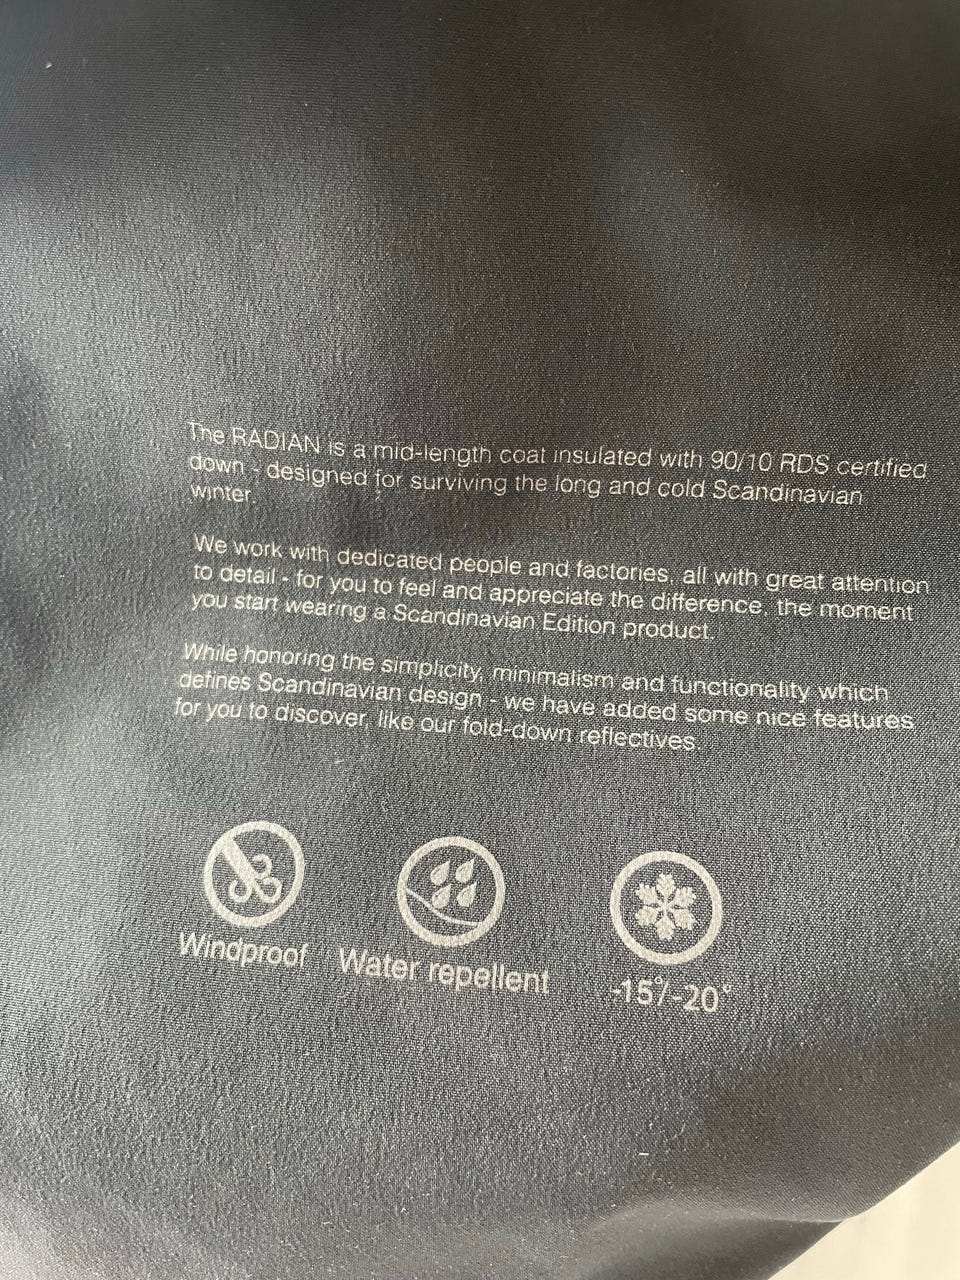 The RADIAN is a mid-length coat insulated with 90/10 RDS certified
down - designed for surviving the long and cold Scandinavian
winter.
We work with dedicated people and factories, all with great attention
to detail - for you to feel and appreciate the difference, the moment
you start wearing a Scandinavian Edition product.
While honoring the simplicity, minimalism and functionality which
defines Scandinavian design - we have added some nice features
for you to discover, like our fold-down reflectives.
Windproof
Water repellent
-15°/-20°